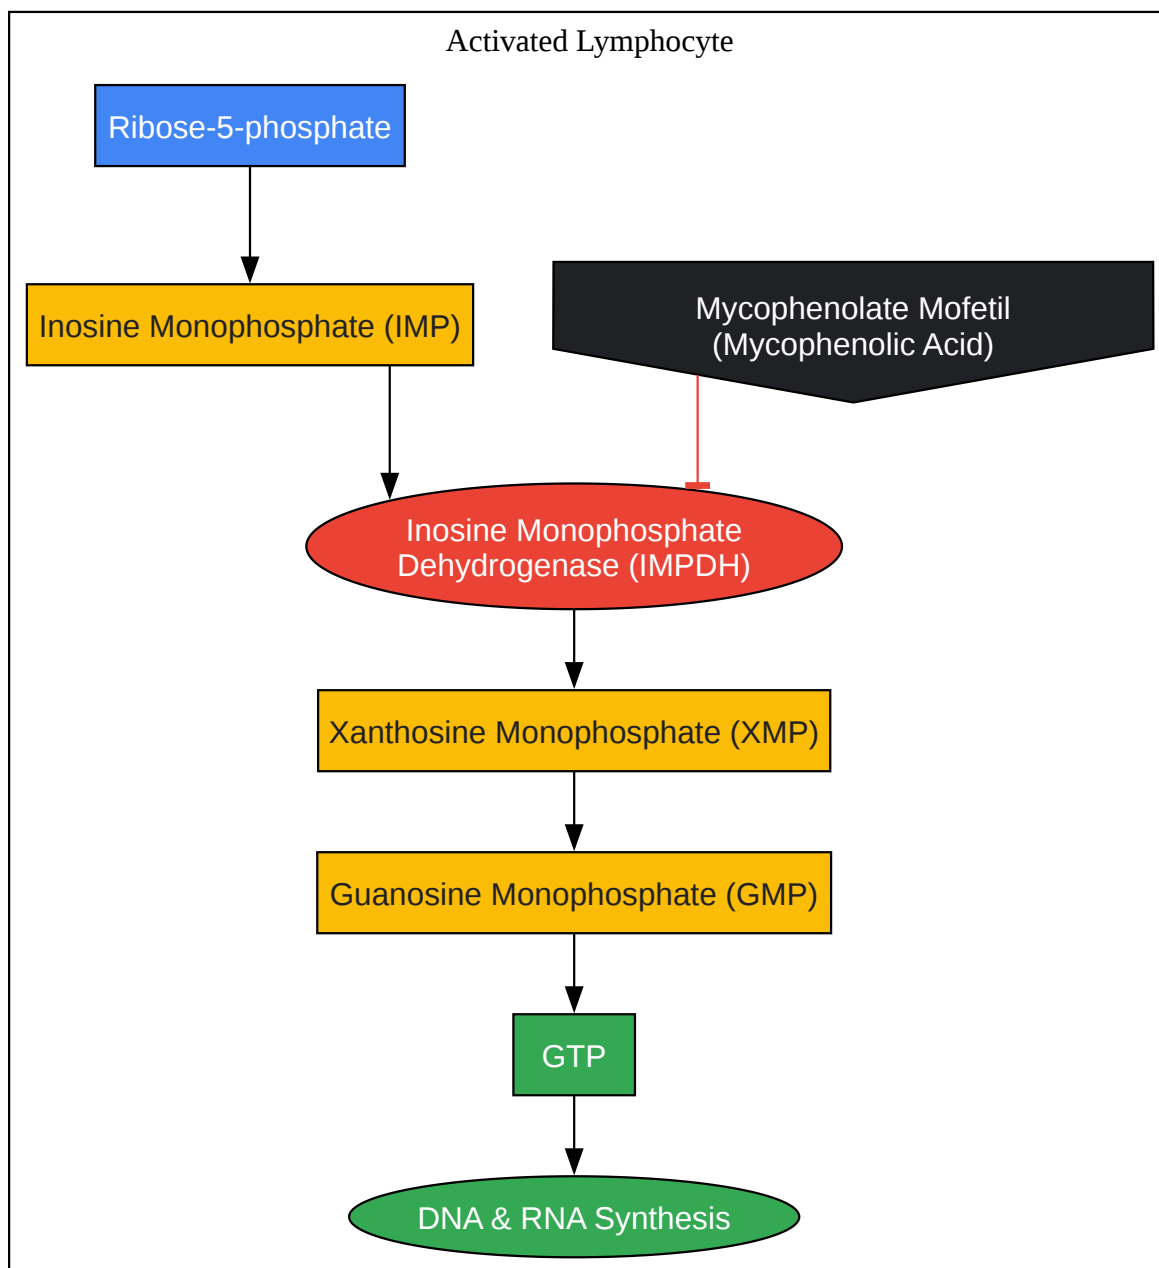 Activated Lymphocyte
Ribose-5-phosphate
Inosine Monophosphate (IMP)
Mycophenolate Mofetil
(Mycophenolic Acid)
Inosine Monophosphate
Dehydrogenase (IMPDH)
Xanthosine Monophosphate (XMP)
Guanosine Monophosphate (GMP)
GTP
DNA & RNA Synthesis